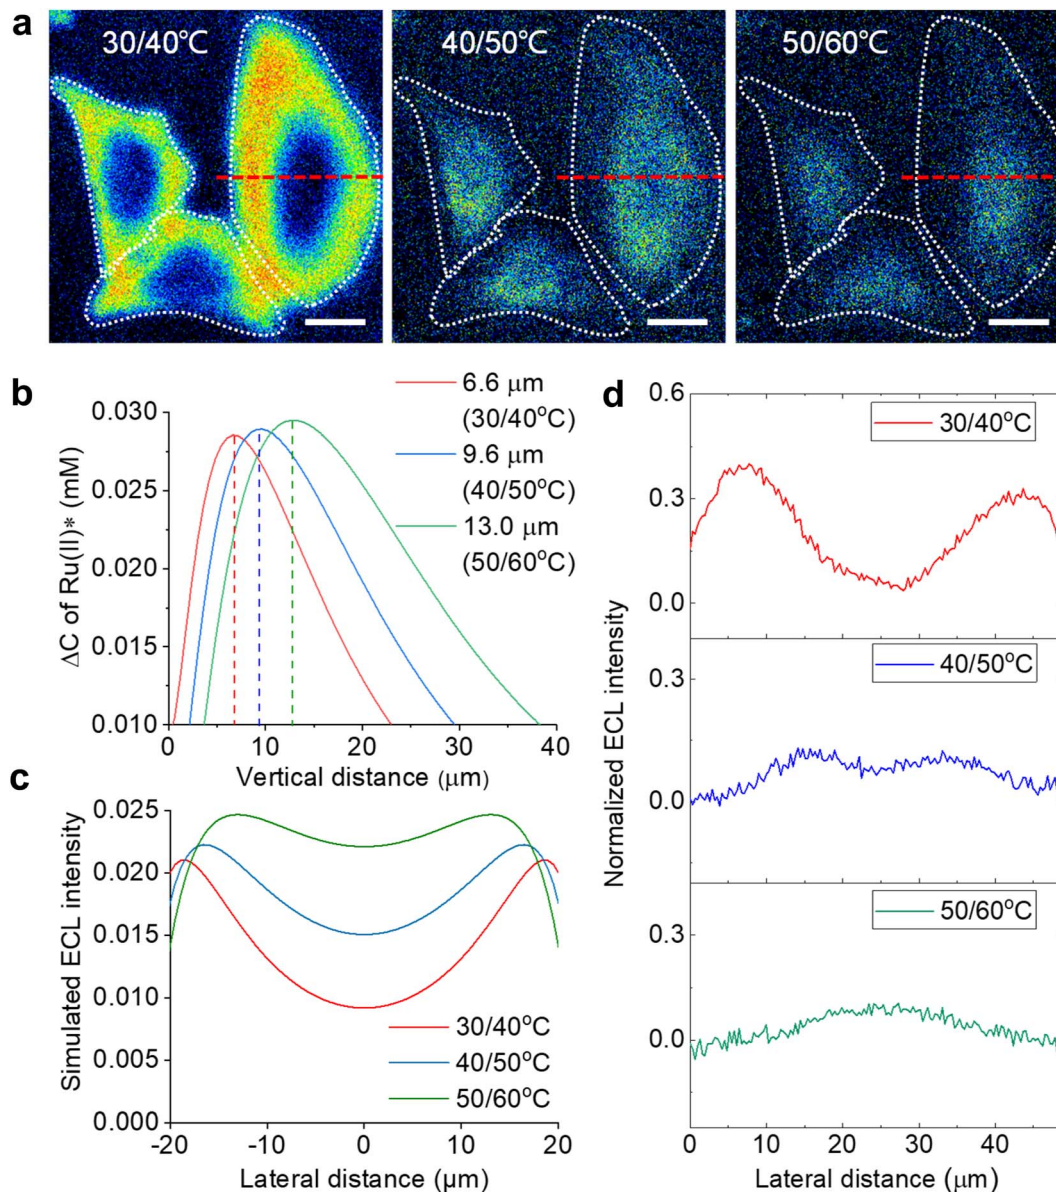 a
30/40℃
40/50℃
50/60℃
b
ΔC of Ru(II)* (mM)
0.030
0.025
0.020
0.015
0.010
0 10 20 30 40
Vertical distance (μm)
6.6 μm
(30/40°C)
9.6 μm
(40/50°C)
13.0 μm
(50/60°C)
c
Simulated ECL intensity
0.025
0.020
0.015
0.010
0.005
0.000
-20 -10 0 10 20
Lateral distance (μm)
30/40°C
40/50°C
50/60°C
d
Normalized ECL intensity
0.6
0.3
0.0
30/40°C
0.3
0.0
40/50°C
0.3
0.0
50/60°C
0 10 20 30 40
Lateral distance (μm)